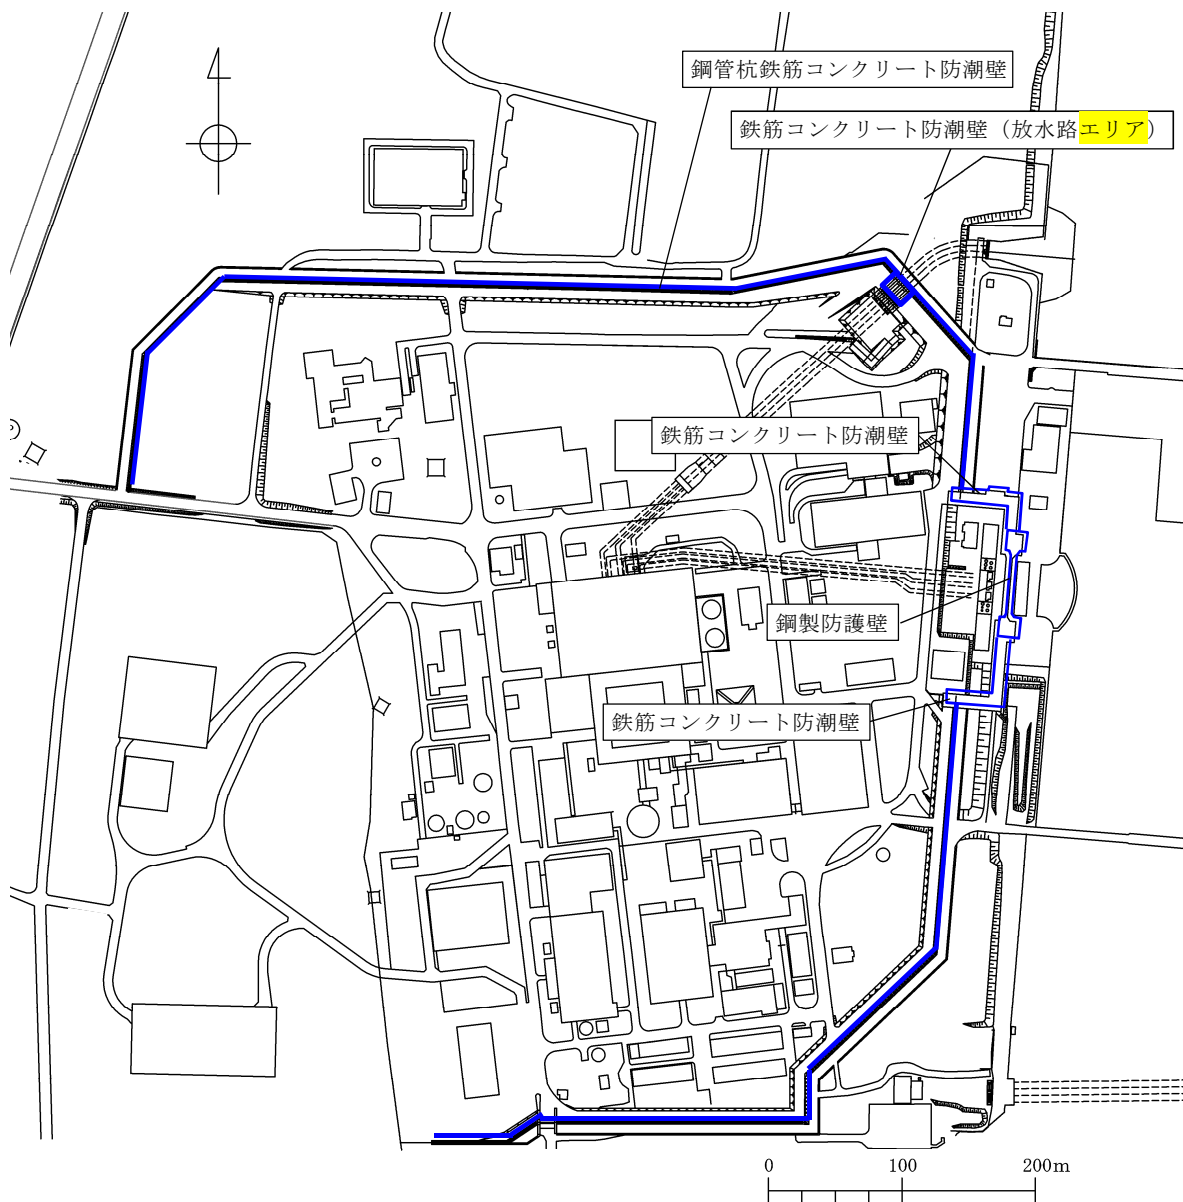 鋼管杭鉄筋コンクリート防潮壁
鉄筋コンクリート防潮壁（放水路エリア）
鉄筋コンクリート防潮壁
鋼製防護壁
鉄筋コンクリート防潮壁
0 100 200m